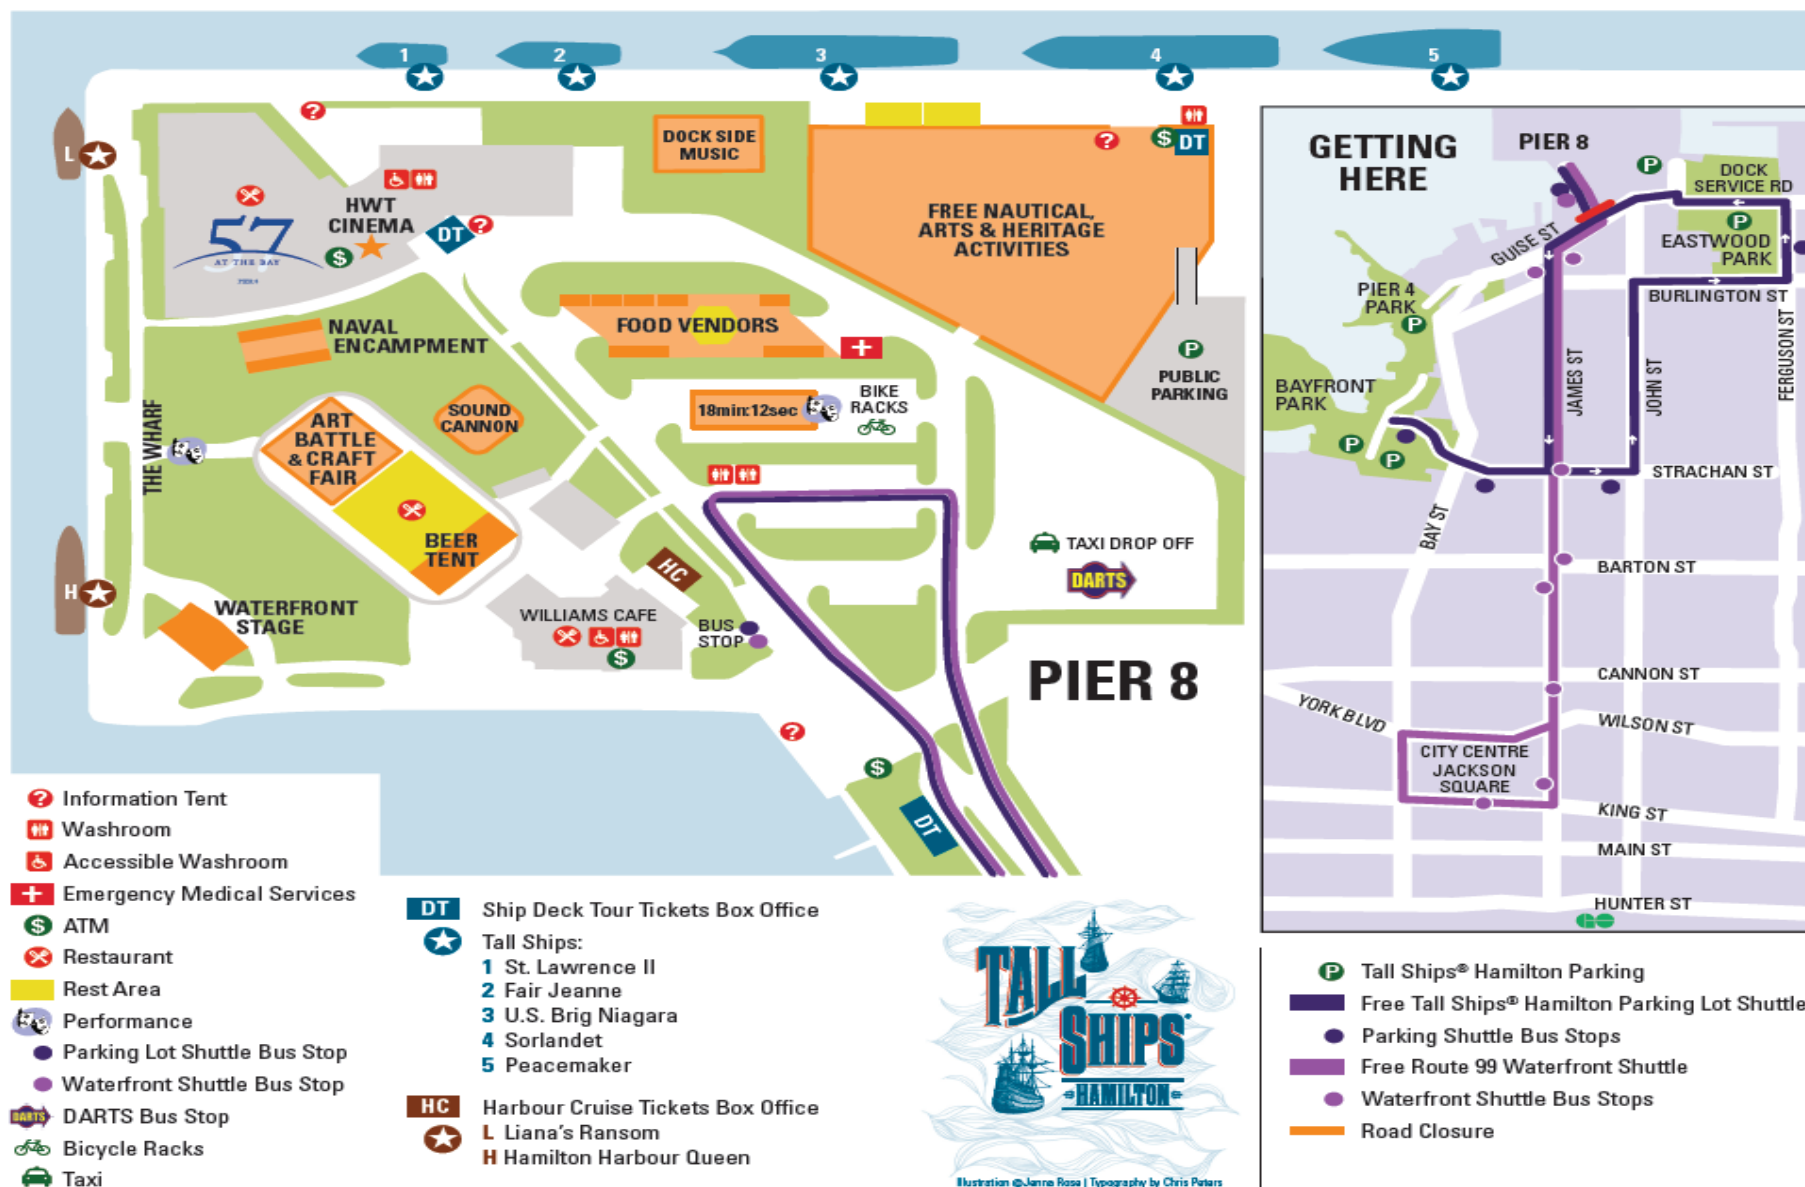 1
2
3
4
5
L
H
DOCK SIDE
MUSIC
DT
HWT
CINEMA
57
AT THE BAY
PIER 8
DT
FREE NAUTICAL,
ARTS & HERITAGE
ACTIVITIES
FOOD VENDORS
NAVAL
ENCAMPMENT
PUBLIC
PARKING
P
18min:12sec
BIKE
RACKS
SOUND
CANNON
ART
BATTLE
& CRAFT
FAIR
THE WHARF
BEER
TENT
TAXI DROP OFF
DARTS
HC
WATERFRONT
STAGE
WILLIAMS CAFE
BUS
STOP
PIER 8
DT
GETTING
HERE
PIER 8
DOCK
SERVICE RD
GUISE ST
EASTWOOD
PARK
PIER 4
PARK
BURLINGTON ST
BAYFRONT
PARK
JAMES ST
JOHN ST
FERGUSON ST
STRACHAN ST
BAY ST
BARTON ST
CANNON ST
YORK BLVD
WILSON ST
CITY CENTRE
JACKSON
SQUARE
KING ST
MAIN ST
HUNTER ST
GO
? Information Tent
Washroom
Accessible Washroom
Emergency Medical Services
$ ATM
Restaurant
Rest Area
Performance
Parking Lot Shuttle Bus Stop
Waterfront Shuttle Bus Stop
DARTS DARTS Bus Stop
Bicycle Racks
Taxi
DT Ship Deck Tour Tickets Box Office
Tall Ships:
1 St. Lawrence II
2 Fair Jeanne
3 U.S. Brig Niagara
4 Sorlandet
5 Peacemaker
HC Harbour Cruise Tickets Box Office
L Liana's Ransom
H Hamilton Harbour Queen
TALL
SHIPS®
HAMILTON
Illustration @Jenna Rose | Typography by Chris Peters
P Tall Ships® Hamilton Parking
Free Tall Ships® Hamilton Parking Lot Shuttle
Parking Shuttle Bus Stops
Free Route 99 Waterfront Shuttle
Waterfront Shuttle Bus Stops
Road Closure